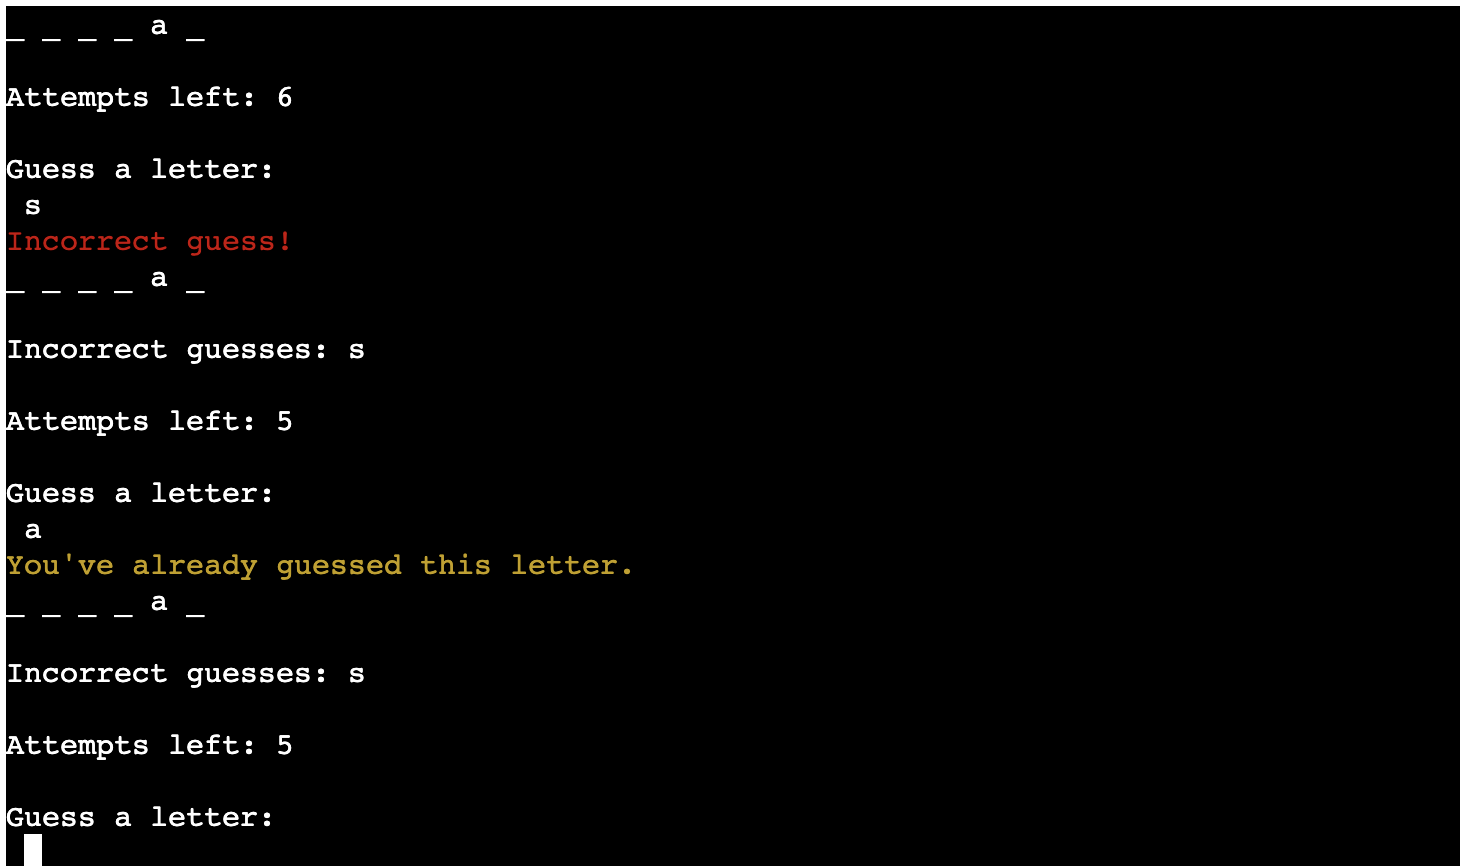 _ _ _ _ a _
Attempts left: 6
Guess a letter:
s
Incorrect guess!
_ _ _ _ a _
Incorrect guesses: s
Attempts left: 5
Guess a letter:
a
You've already guessed this letter.
_ _ _ _ a _
Incorrect guesses: s
Attempts left: 5
Guess a letter: